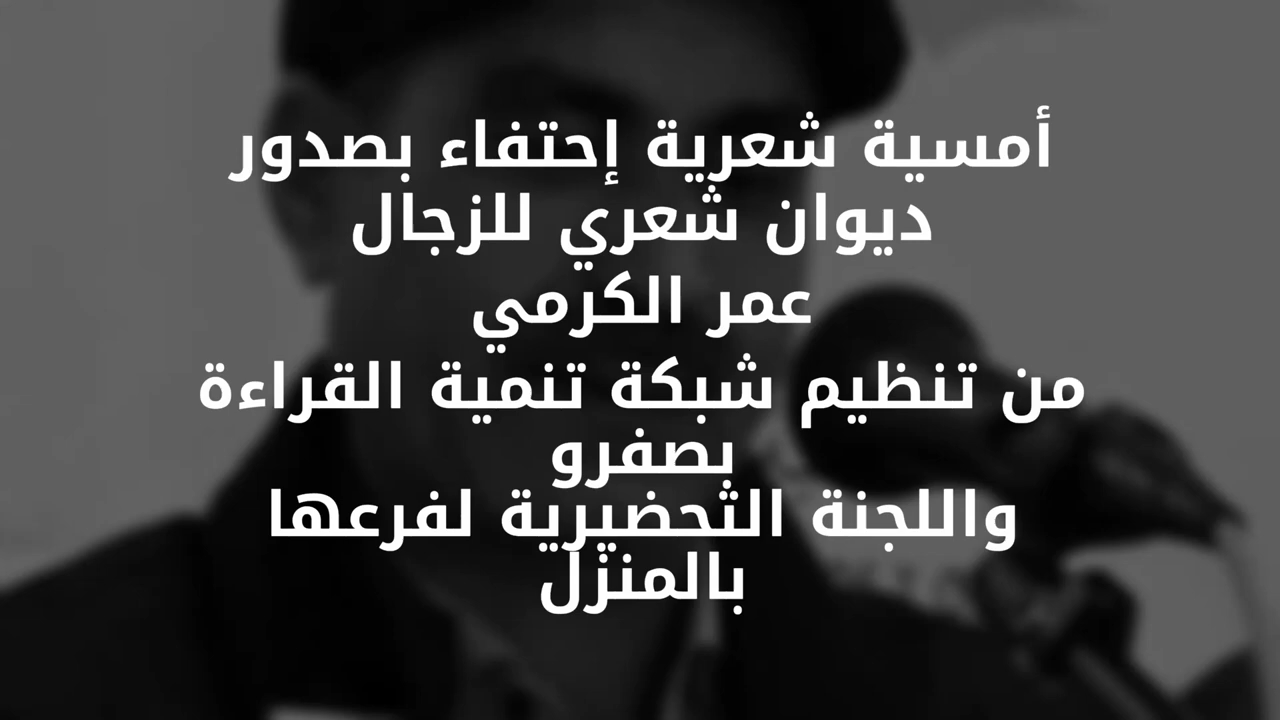 أمسية شعرية إحتفاء بصدور
ديوان شعري للزجال
عمر الكرمي
من تنظيم شبكة تنمية القراءة
بصفرو
واللجنة التحضيرية لفرعها
بالمنزل